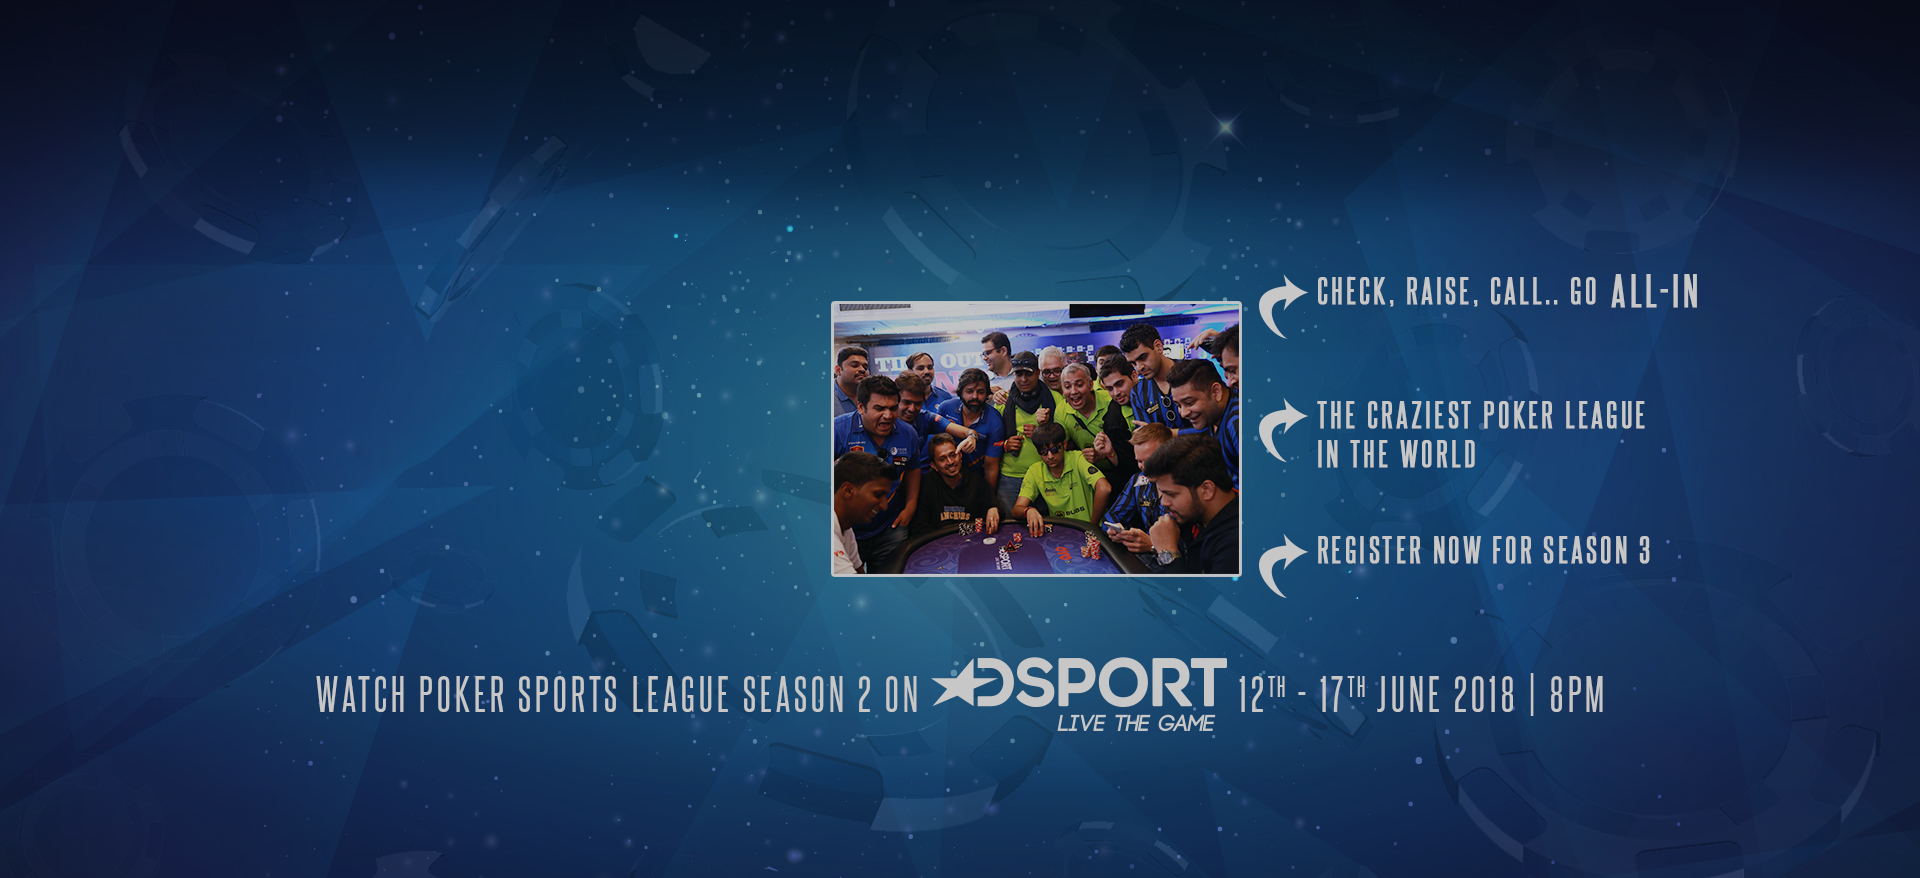 CHECK, RAISE, CALL.. GO ALL-IN
THE CRAZIEST POKER LEAGUE
IN THE WORLD
REGISTER NOW FOR SEASON 3
WATCH POKER SPORTS LEAGUE SEASON 2 ON DSPORT 12TH - 17TH JUNE 2018 | 8PM
LIVE THE GAME